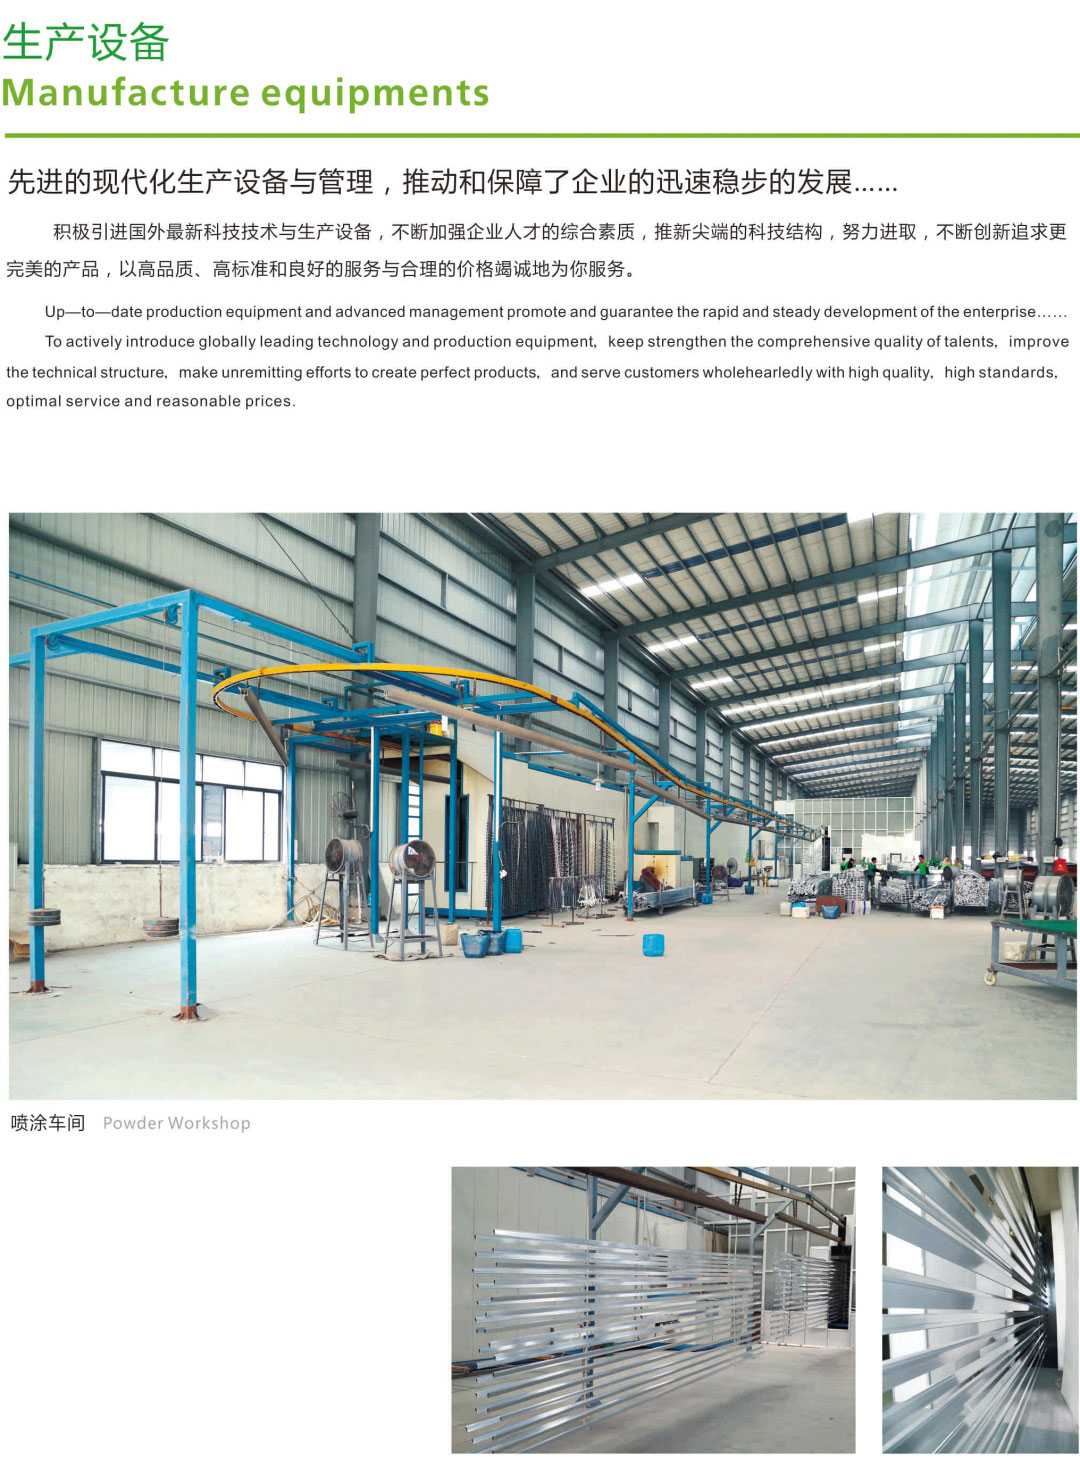 生产设备
Manufacture equipments
先进的现代化生产设备与管理，推动和保障了企业的迅速稳步的发展……
积极引进国外最新科技技术与生产设备，不断加强企业人才的综合素质，推新尖端的科技结构，努力进取，不断创新追求更
完美的产品，以高品质、高标准和良好的服务与合理的价格竭诚地为你服务。
Up—to—date production equipment and advanced management promote and guarantee the rapid and steady development of the enterprise……
To actively introduce globally leading technology and production equipment, keep strengthen the comprehensive quality of talents, improve
the technical structure, make unremitting efforts to create perfect products, and serve customers wholehearledly with high quality, high standards,
optimal service and reasonable prices.
喷涂车间 Powder Workshop